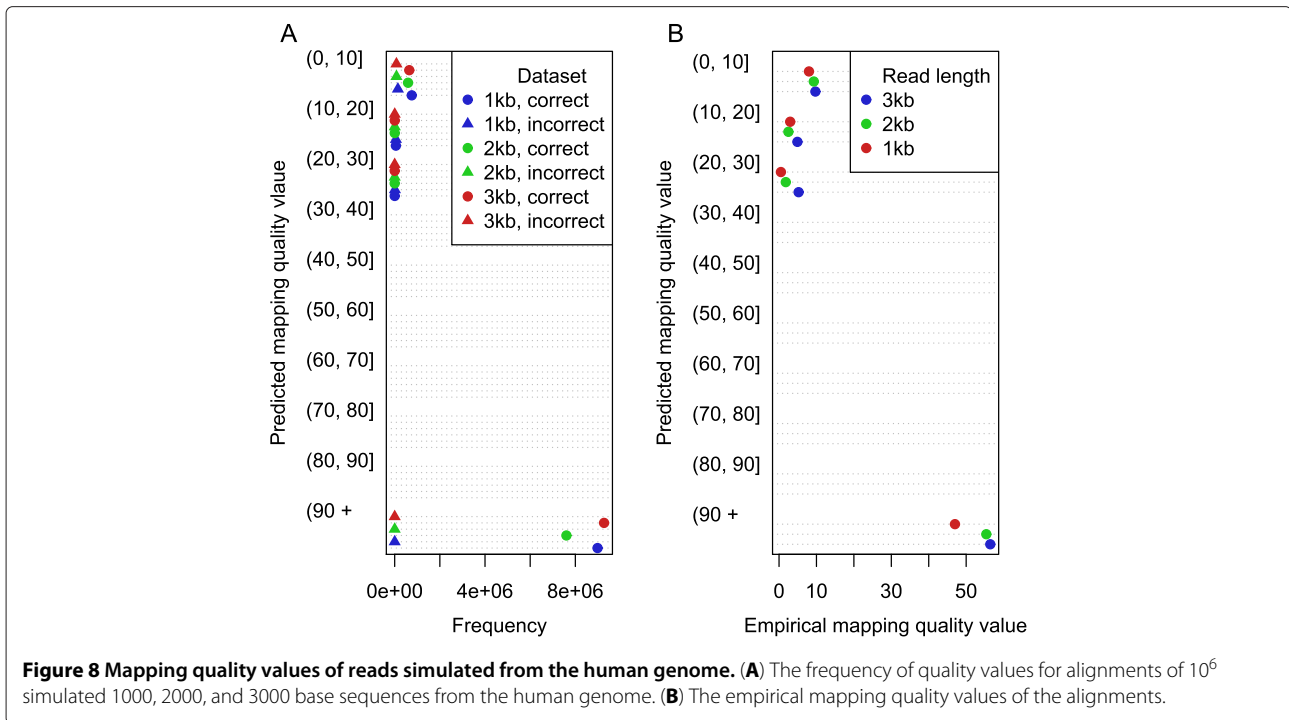 A
Predicted mapping quality vlaue
(0, 10]
(10, 20]
(20, 30]
(30, 40]
(40, 50]
(50, 60]
(60, 70]
(70, 80]
(80, 90]
(90 +
Dataset
1kb, correct
1kb, incorrect
2kb, correct
2kb, incorrect
3kb, correct
3kb, incorrect
0e+00 4e+06 8e+06
Frequency
B
Predicted mapping quality value
(0, 10]
(10, 20]
(20, 30]
(30, 40]
(40, 50]
(50, 60]
(60, 70]
(70, 80]
(80, 90]
(90 +
Read length
3kb
2kb
1kb
0 10 30 50
Empirical mapping quality value
Figure 8 Mapping quality values of reads simulated from the human genome. (A) The frequency of quality values for alignments of 10⁶
simulated 1000, 2000, and 3000 base sequences from the human genome. (B) The empirical mapping quality values of the alignments.